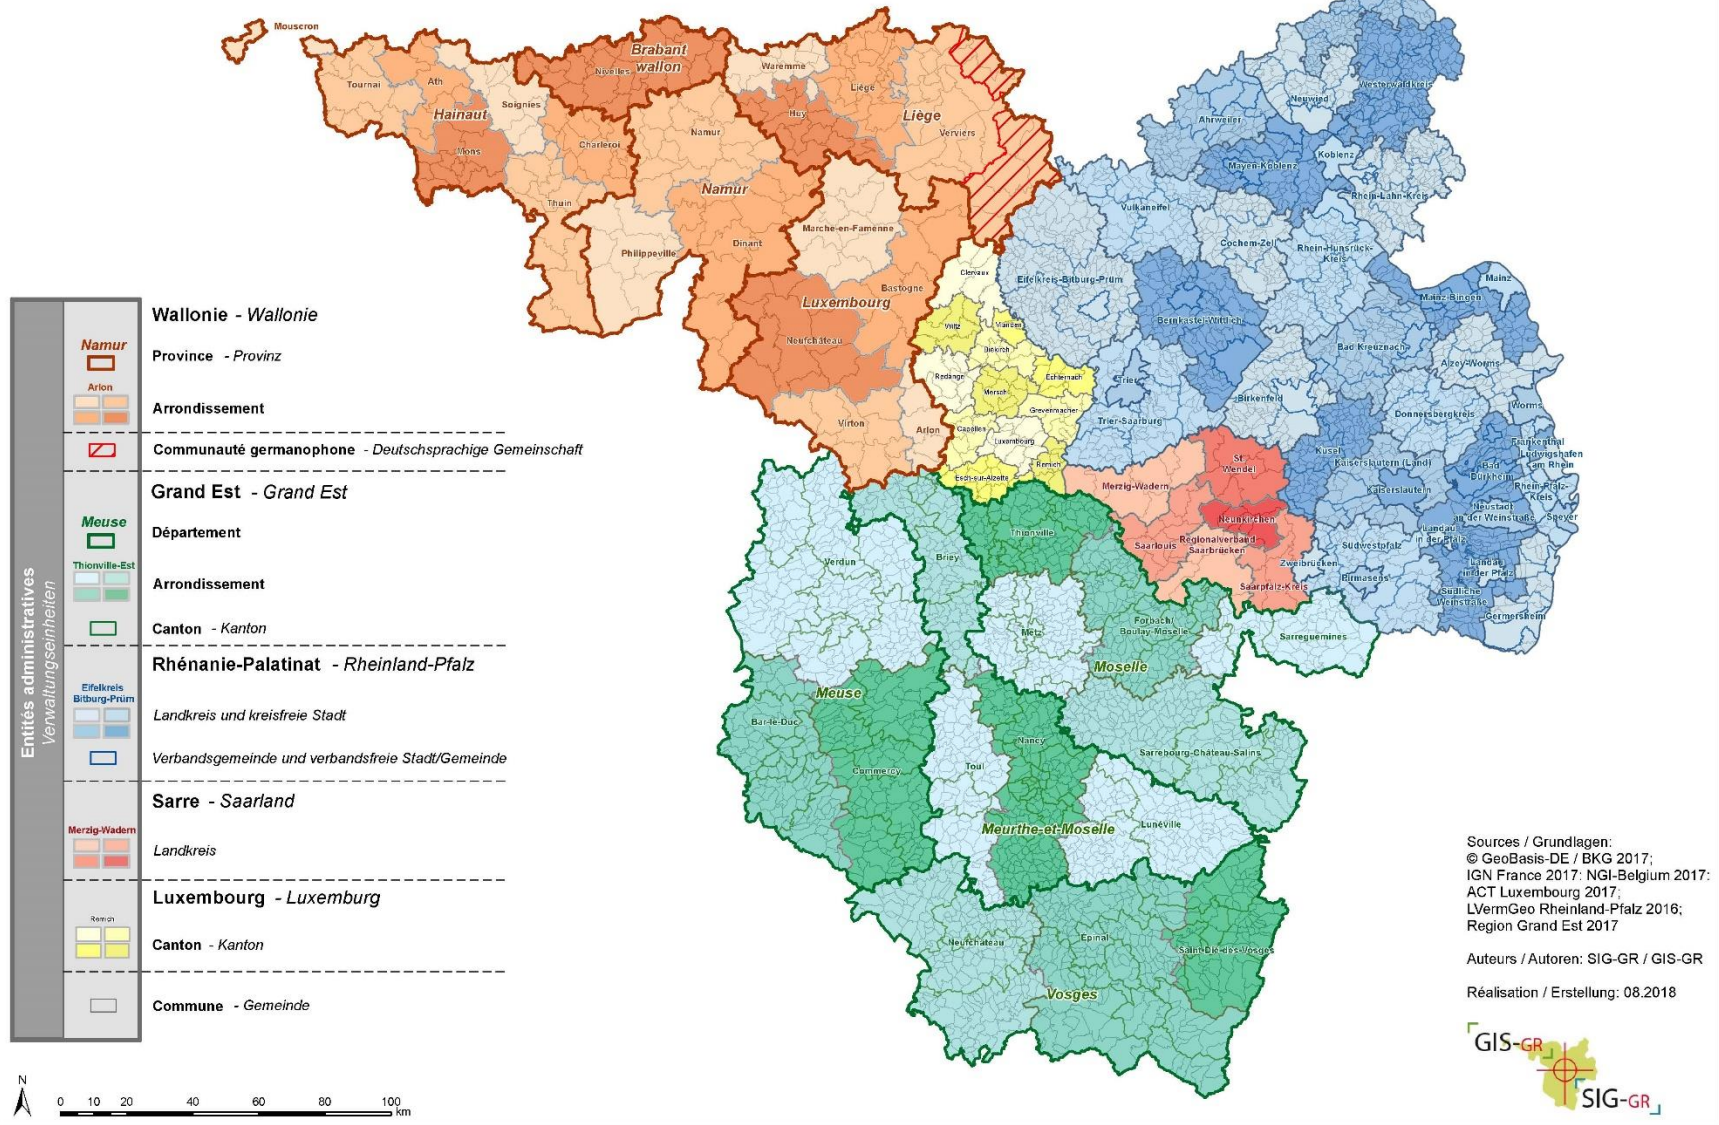 Mouscron
Tournai
Ath
Hainaut
Mons
Soignies
Nivelles
Brabant
wallon
Charleroi
Thuin
Namur
Namur
Dinant
Philippeville
Waremme
Huy
Liège
Liège
Verviers
Marche-en-Famenne
Bastogne
Luxembourg
Neufchâteau
Virton
Arlon
Clervaux
Wiltz
Vianden
Diekirch
Redange
Mersch
Echternach
Grevenmacher
Capellen
Luxembourg
Remich
Esch-sur-Alzette
Neuwied
Westerwaldkreis
Ahrweiler
Mayen-Koblenz
Koblenz
Rhein-Lahn-Kreis
Vulkaneifel
Cochem-Zell
Rhein-Hunsrück-
Kreis
Eifelkreis-Bitburg-Prüm
Bernkastel-Wittlich
Mainz
Mainz-Bingen
Bad Kreuznach
Alzey-Worms
Trier
Trier-Saarburg
Birkenfeld
Donnersbergkreis
Worms
Kusel
Kaiserslautern (Land)
Kaiserslautern
Bad
Dürkheim
Frankenthal
Ludwigshafen
am Rhein
Rhein-Pfalz-
Kreis
Neustadt
an der Weinstraße
Speyer
Landau
in der Pfalz
Landau
in der Pfalz
Südwestpfalz
Zweibrücken
Pirmasens
Südliche
Weinstraße
Germersheim
Merzig-Wadern
St
Wendel
Neunkirchen
Saarlouis
Regionalverband
Saarbrücken
Saarpfalz-Kreis
Thionville
Briey
Verdun
Metz
Forbach/
Boulay-Moselle
Moselle
Sarreguemines
Meuse
Bar-le-Duc
Commercy
Toul
Nancy
Sarrebourg-Château-Salins
Meurthe-et-Moselle
Lunéville
Neufchateau
Epinal
Saint-Dié-des-Vosges
Vosges
Entités administratives
Verwaltungseinheiten
Wallonie - Wallonie
Namur
Province - Provinz
Arlon
Arrondissement
Communauté germanophone - Deutschsprachige Gemeinschaft
Grand Est - Grand Est
Meuse
Département
Thionville-Est
Arrondissement
Canton - Kanton
Rhénanie-Palatinat - Rheinland-Pfalz
Eifelkreis
Bitburg-Prüm
Landkreis und kreisfreie Stadt
Verbandsgemeinde und verbandsfreie Stadt/Gemeinde
Sarre - Saarland
Merzig-Wadern
Landkreis
Luxembourg - Luxemburg
Remich
Canton - Kanton
Commune - Gemeinde
N
0 10 20 40 60 80 100
km
Sources / Grundlagen:
© GeoBasis-DE / BKG 2017;
IGN France 2017: NGI-Belgium 2017:
ACT Luxembourg 2017;
LVermGeo Rheinland-Pfalz 2016;
Region Grand Est 2017
Auteurs / Autoren: SIG-GR / GIS-GR
Réalisation / Erstellung: 08.2018
GIS-GR
SIG-GR